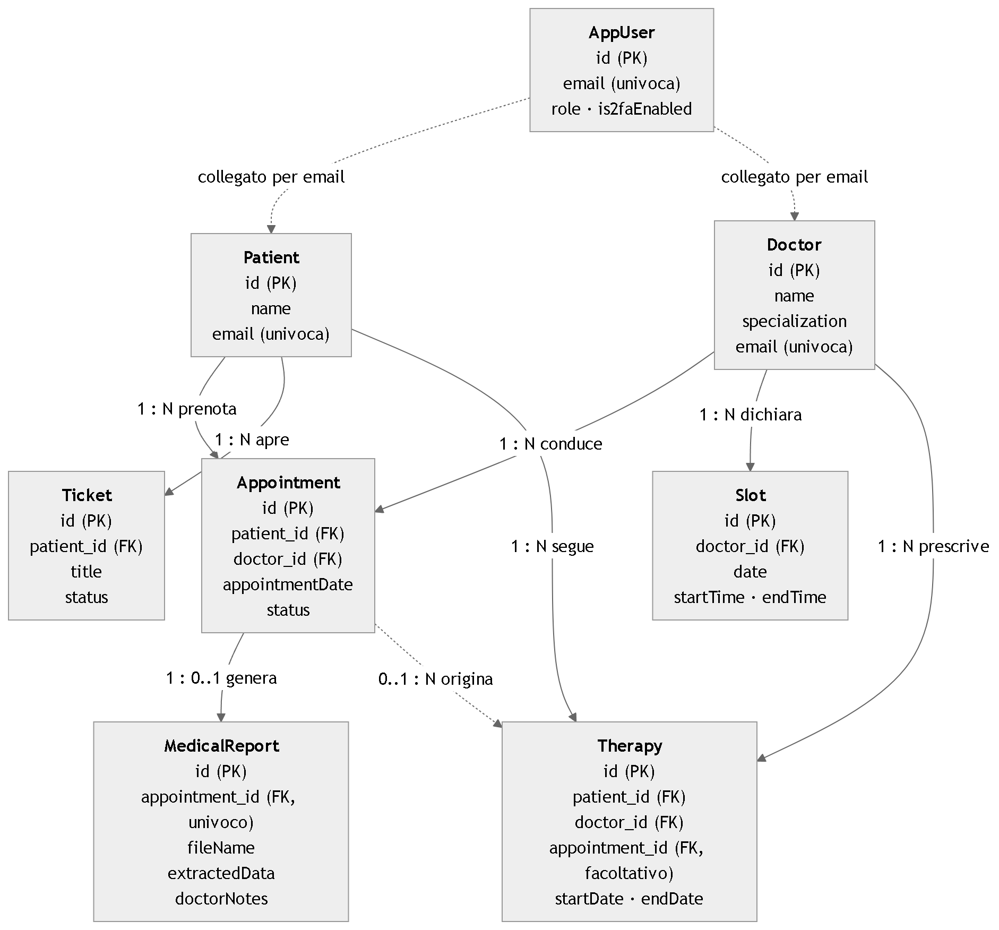 AppUser
id (PK)
email (univoca)
role · is2faEnabled
collegato per email
collegato per email
Patient
id (PK)
name
email (univoca)
Doctor
id (PK)
name
specialization
email (univoca)
1 : N prenota
1 : N apre
1 : N conduce
1 : N dichiara
Ticket
id (PK)
patient_id (FK)
title
status
Appointment
id (PK)
patient_id (FK)
doctor_id (FK)
appointmentDate
status
1 : N segue
Slot
id (PK)
doctor_id (FK)
date
startTime · endTime
1 : N prescrive
1 : 0..1 genera
0..1 : N origina
MedicalReport
id (PK)
appointment_id (FK,
univoco)
fileName
extractedData
doctorNotes
Therapy
id (PK)
patient_id (FK)
doctor_id (FK)
appointment_id (FK,
facoltativo)
startDate · endDate